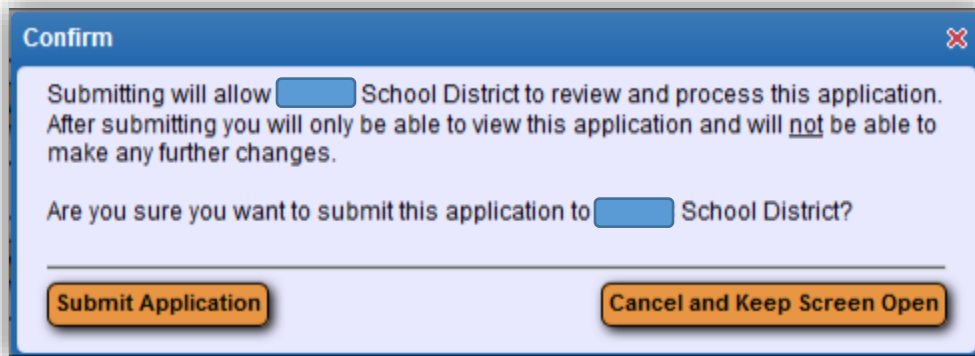 Confirm
Submitting will allow School District to review and process this application.
After submitting you will only be able to view this application and will not be able to
make any further changes.
Are you sure you want to submit this application to School District?
Submit Application
Cancel and Keep Screen Open